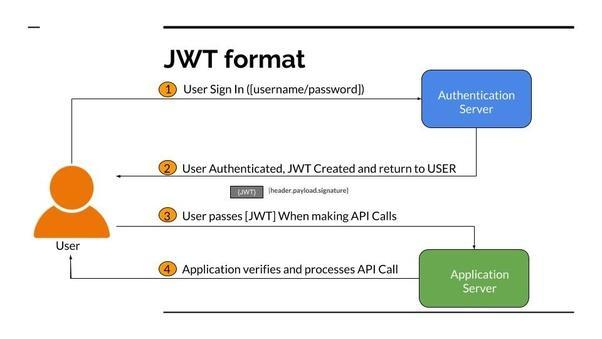 JWT format
1 User Sign In ([username/password])
Authentication
Server
2 User Authenticated, JWT Created and return to USER
{JWT} [header.payload.signature]
3 User passes [JWT] When making API Calls
User
4 Application verifies and processes API Call
Application
Server